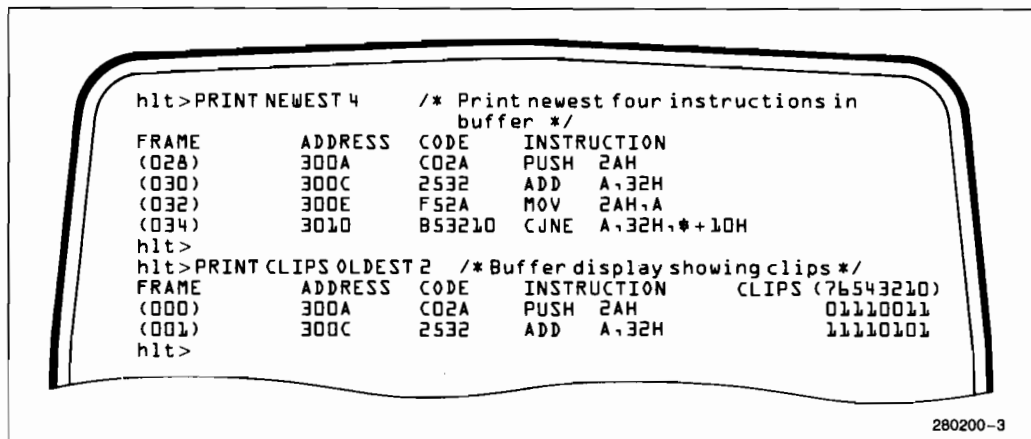 hlt>PRINT NEWEST 4 /* Print newest four instructions in
buffer */
FRAME ADDRESS CODE INSTRUCTION
(028) 300A C02A PUSH 2AH
(030) 300C 2532 ADD A,32H
(032) 300E F52A MOV 2AH,A
(034) 3010 B53210 CJNE A,32H,$+10H
hlt>
hlt>PRINT CLIPS OLDEST 2 /* Buffer display showing clips */
FRAME ADDRESS CODE INSTRUCTION CLIPS (76543210)
(000) 300A C02A PUSH 2AH 01110011
(001) 300C 2532 ADD A,32H 11110101
hlt>
280200-3